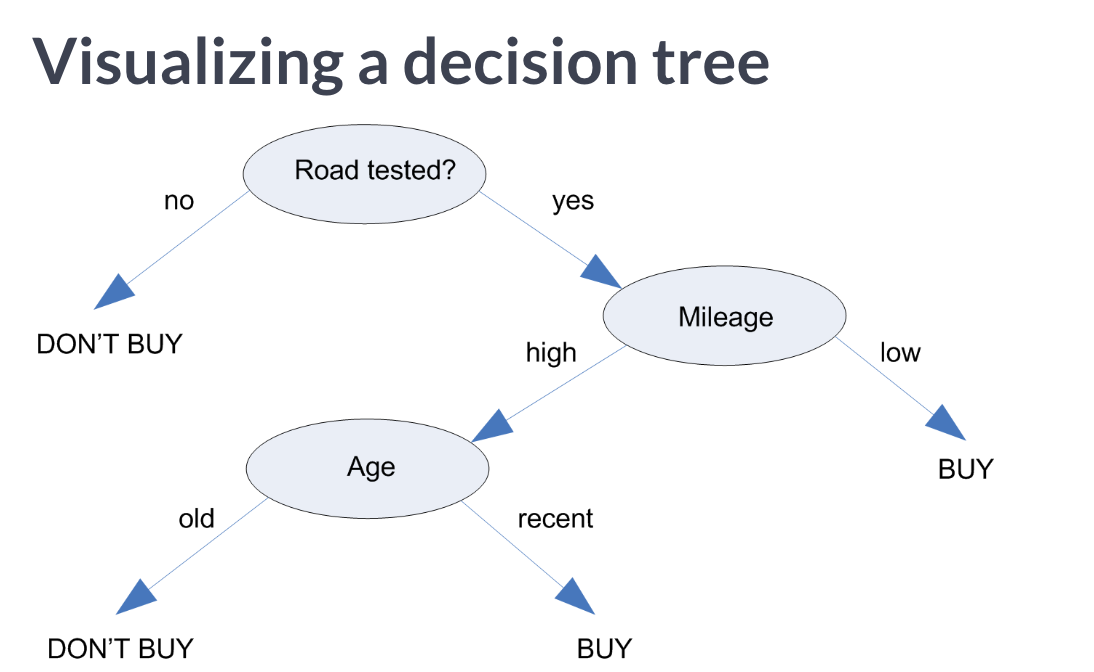 Visualizing a decision tree
Road tested?
no
yes
DON’T BUY
Mileage
high
low
Age
BUY
old
recent
DON’T BUY
BUY